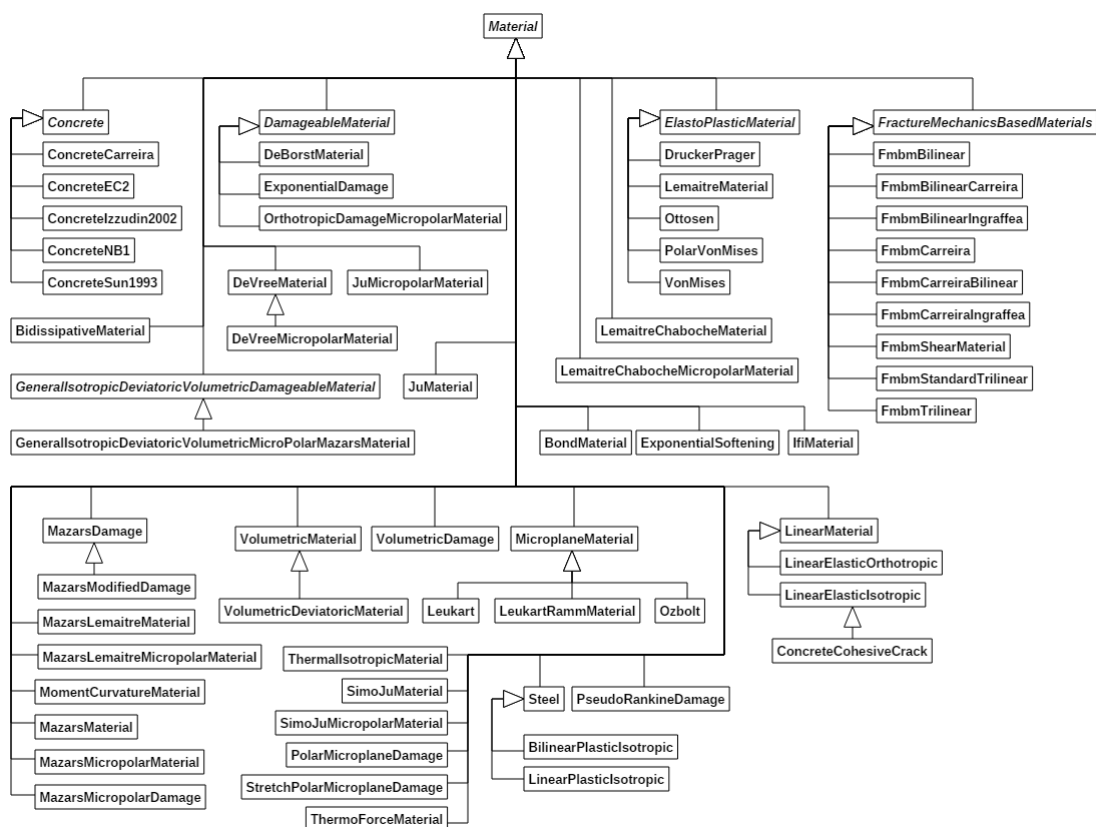 Material
Concrete
ConcreteCarreira
ConcreteEC2
ConcreteIzzudin2002
ConcreteNB1
ConcreteSun1993
DamageableMaterial
DeBorstMaterial
ExponentialDamage
OrthotropicDamageMicropolarMaterial
ElastoPlasticMaterial
DruckerPrager
LemaitreMaterial
Ottosen
PolarVonMises
VonMises
FractureMechanicsBasedMaterials
FmbmBilinear
FmbmBilinearCarreira
FmbmBilinearIngraffea
FmbmCarreira
FmbmCarreiraBilinear
FmbmCarreiraIngraffea
FmbmShearMaterial
FmbmStandardTrilinear
FmbmTrilinear
DeVreeMaterial
JuMicropolarMaterial
BidissipativeMaterial
DeVreeMicropolarMaterial
LemaitreChabocheMaterial
GeneralIsotropicDeviatoricVolumetricDamageableMaterial
JuMaterial
LemaitreChabocheMicropolarMaterial
GeneralIsotropicDeviatoricVolumetricMicroPolarMazarsMaterial
BondMaterial
ExponentialSoftening
IfiMaterial
MazarsDamage
VolumetricMaterial
VolumetricDamage
MicroplaneMaterial
LinearMaterial
LinearElasticOrthotropic
LinearElasticIsotropic
ConcreteCohesiveCrack
MazarsModifiedDamage
VolumetricDeviatoricMaterial
Leukart
LeukartRammMaterial
Ozbolt
MazarsLemaitreMaterial
MazarsLemaitreMicropolarMaterial
MomentCurvatureMaterial
MazarsMaterial
MazarsMicropolarMaterial
MazarsMicropolarDamage
ThermalIsotropicMaterial
SimoJuMaterial
SimoJuMicropolarMaterial
PolarMicroplaneDamage
StretchPolarMicroplaneDamage
ThermoForceMaterial
Steel
PseudoRankineDamage
BilinearPlasticIsotropic
LinearPlasticIsotropic